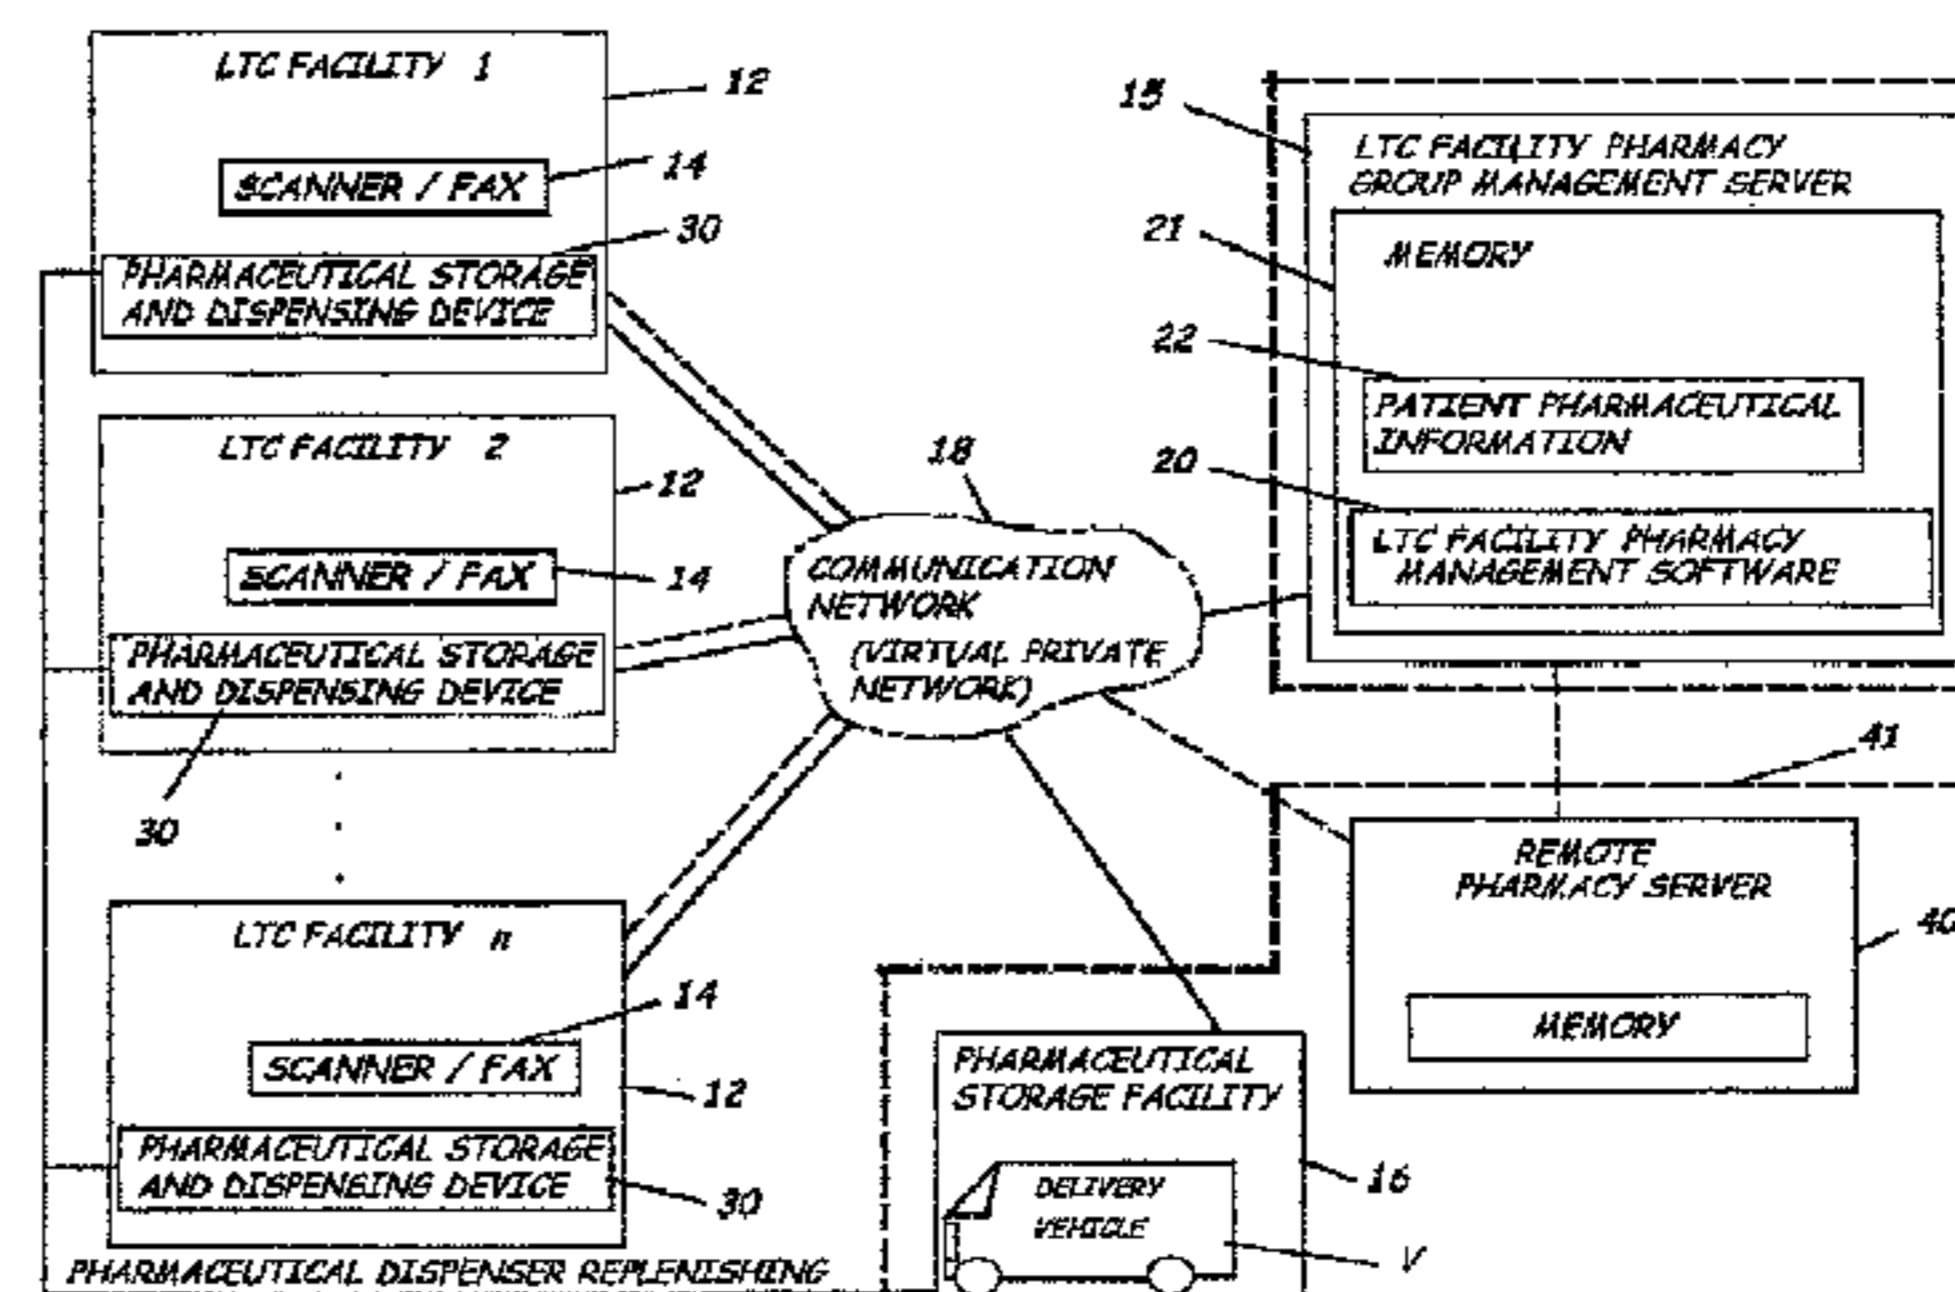 LTC FACILITY 1
12
SCANNER / FAX
14
30
PHARMACEUTICAL STORAGE
AND DISPENSING DEVICE
LTC FACILITY 2
12
SCANNER / FAX
14
PHARMACEUTICAL STORAGE
AND DISPENSING DEVICE
30
LTC FACILITY n
14
SCANNER / FAX
12
PHARMACEUTICAL STORAGE
AND DISPENSING DEVICE
30
PHARMACEUTICAL DISPENSER REPLENISHING
18
COMMUNICATION
NETWORK
(VIRTUAL PRIVATE
NETWORK)
15
LTC FACILITY PHARMACY
GROUP MANAGEMENT SERVER
21
MEMORY
22
PATIENT PHARMACEUTICAL
INFORMATION
20
LTC FACILITY PHARMACY
MANAGEMENT SOFTWARE
41
REMOTE
PHARMACY SERVER
40
MEMORY
PHARMACEUTICAL
STORAGE FACILITY
16
DELIVERY
VEHICLE
V